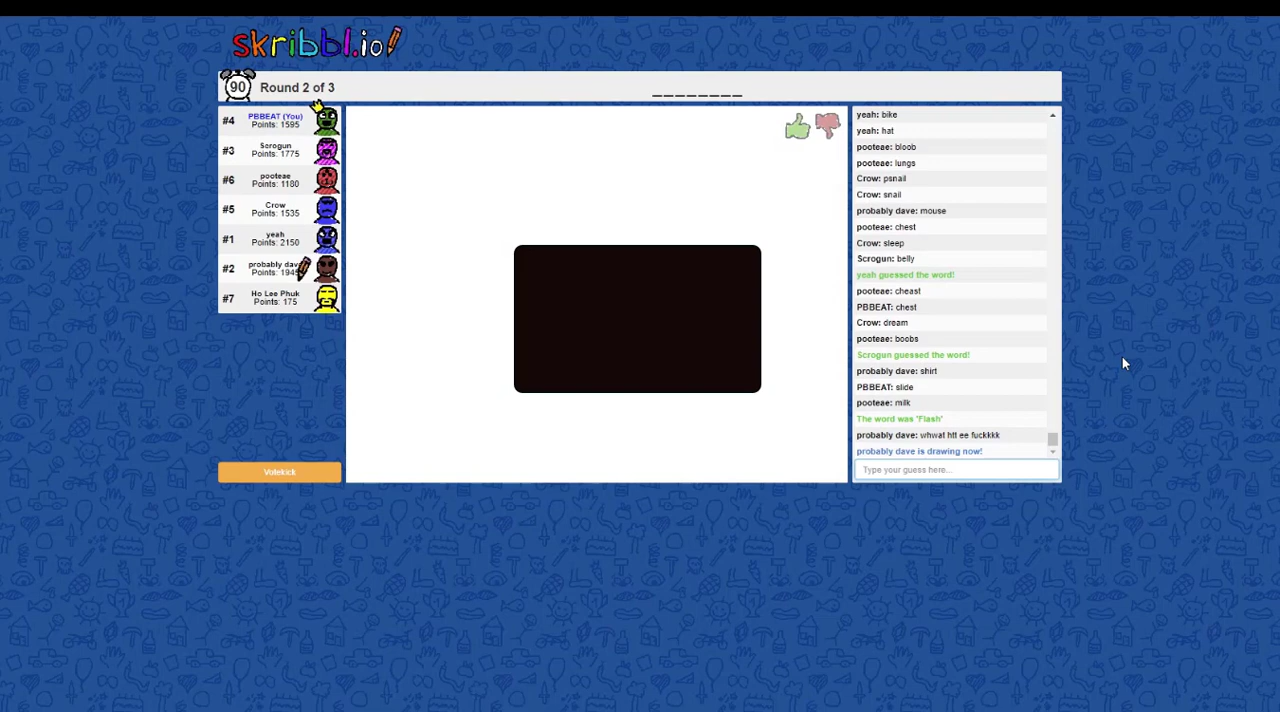 skribbl.io
90 Round 2 of 3 _ _ _ _ _ _ _ _
#4 PBBEAT (You)
Points: 1595
#3 Scrogun
Points: 1775
#6 pooteae
Points: 1180
#5 Crow
Points: 1535
#1 yeah
Points: 2150
#2 probably dav
Points: 1945
#7 Ho Lee Phuk
Points: 175
Votekick
yeah: bike
yeah: hat
pooteae: bloob
pooteae: lungs
Crow: psnail
Crow: snail
probably dave: mouse
pooteae: chest
Crow: sleep
Scrogun: belly
yeah guessed the word!
pooteae: cheast
PBBEAT: chest
Crow: dream
pooteae: boobs
Scrogun guessed the word!
probably dave: shirt
PBBEAT: slide
pooteae: milk
The word was 'Flash'
probably dave: whwat htt ee fuckkkk
probably dave is drawing now!
Type your guess here...